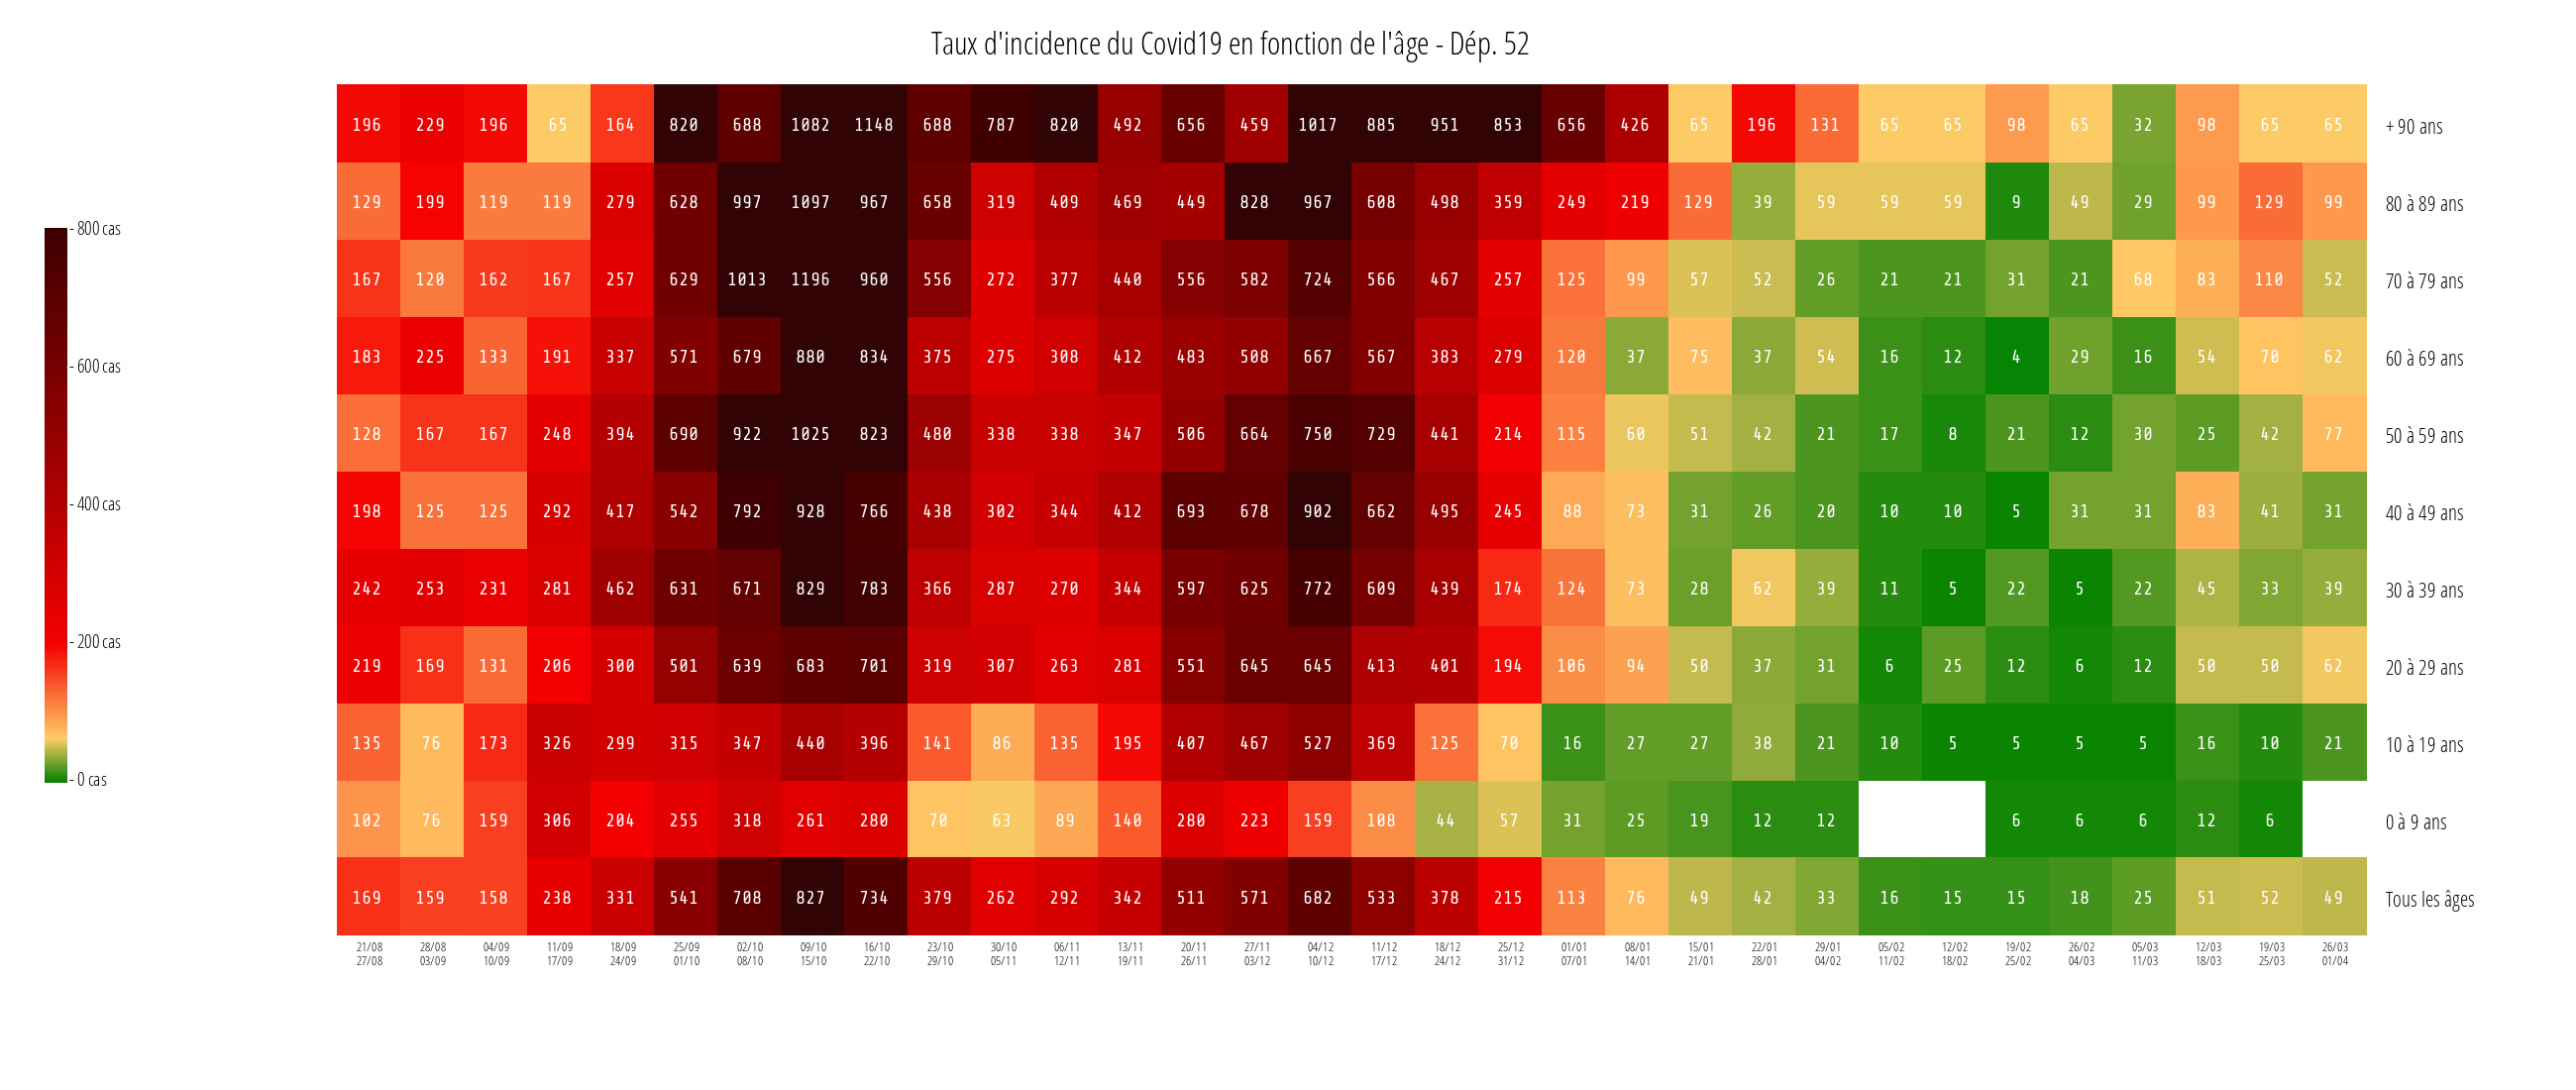 Taux d'incidence du Covid19 en fonction de l'âge - Dép. 52
196 229 196 65 164 820 688 1082 1148 688 787 820 492 656 459 1017 885 951 853 656 426 65 196 131 65 65 98 65 32 98 65 65 + 90 ans
129 199 119 119 279 628 997 1097 967 658 319 409 469 449 828 967 608 498 359 249 219 129 39 59 59 59 9 49 29 99 129 99 80 à 89 ans
- 800 cas
167 120 162 167 257 629 1013 1196 960 556 272 377 440 556 582 724 566 467 257 125 99 57 52 26 21 21 31 21 68 83 110 52 70 à 79 ans
183 225 133 191 337 571 679 880 834 375 275 308 412 483 508 667 567 383 279 120 37 75 37 54 16 12 4 29 16 54 70 62 60 à 69 ans
- 600 cas
128 167 167 248 394 690 922 1025 823 480 338 338 347 506 664 750 729 441 214 115 60 51 42 21 17 8 21 12 30 25 42 77 50 à 59 ans
- 400 cas
198 125 125 292 417 542 792 928 766 438 302 344 412 693 678 902 662 495 245 88 73 31 26 20 10 10 5 31 31 83 41 31 40 à 49 ans
242 253 231 281 462 631 671 829 783 366 287 270 344 597 625 772 609 439 174 124 73 28 62 39 11 5 22 5 22 45 33 39 30 à 39 ans
- 200 cas
219 169 131 206 300 501 639 683 701 319 307 263 281 551 645 645 413 401 194 106 94 50 37 31 6 25 12 6 12 50 50 62 20 à 29 ans
135 76 173 326 299 315 347 440 396 141 86 135 195 407 467 527 369 125 70 16 27 27 38 21 10 5 5 5 5 16 10 21 10 à 19 ans
- 0 cas
102 76 159 306 204 255 318 261 280 70 63 89 140 280 223 159 108 44 57 31 25 19 12 12 6 6 6 12 6 0 à 9 ans
169 159 158 238 331 541 708 827 734 379 262 292 342 511 571 682 533 378 215 113 76 49 42 33 16 15 15 18 25 51 52 49 Tous les âges
21/08 28/08 04/09 11/09 18/09 25/09 02/10 09/10 16/10 23/10 30/10 06/11 13/11 20/11 27/11 04/12 11/12 18/12 25/12 01/01 08/01 15/01 22/01 29/01 05/02 12/02 19/02 26/02 05/03 12/03 19/03 26/03
27/08 03/09 10/09 17/09 24/09 01/10 08/10 15/10 22/10 29/10 05/11 12/11 19/11 26/11 03/12 10/12 17/12 24/12 31/12 07/01 14/01 21/01 28/01 04/02 11/02 18/02 25/02 04/03 11/03 18/03 25/03 01/04